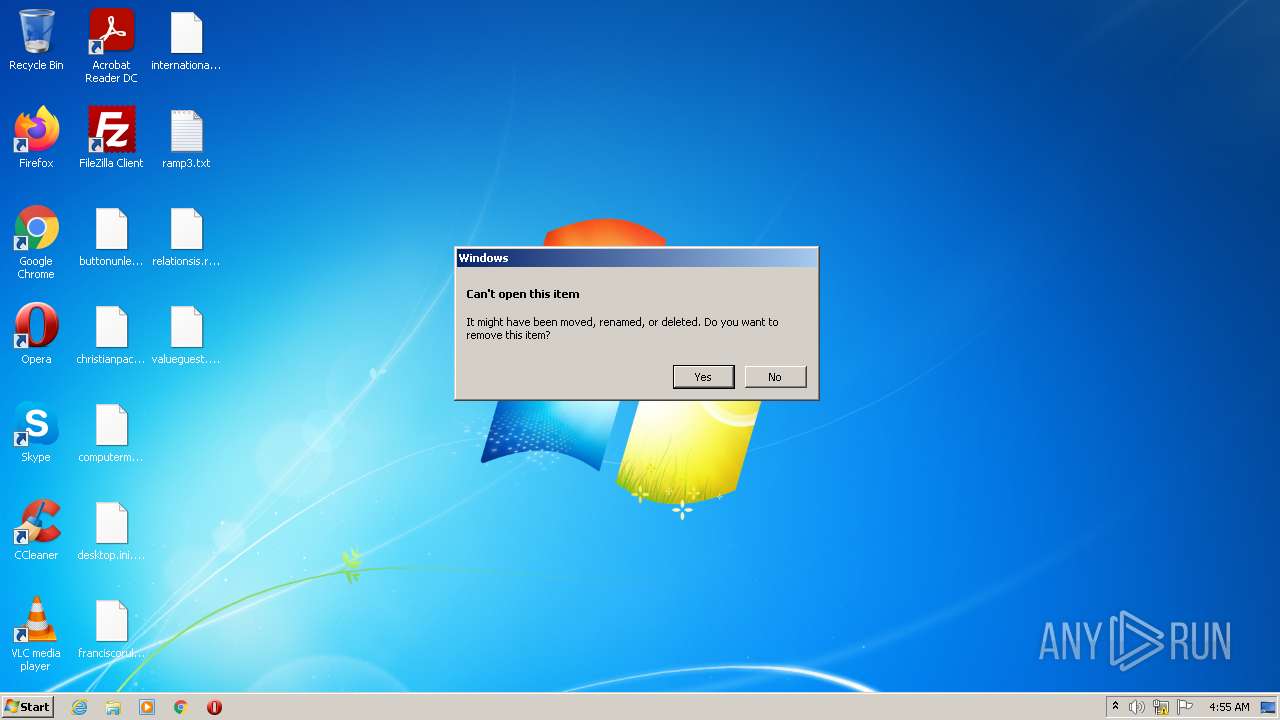 Recycle Bin
Acrobat
Reader DC
internationa...
Firefox
FileZilla Client
ramp3.txt
Google
Chrome
buttonunle...
relationsis.r...
Opera
christianpac...
valueguest....
Skype
computerm...
CCleaner
desktop.ini....
VLC media
player
franciscorul...
Windows
Can't open this item
It might have been moved, renamed, or deleted. Do you want to
remove this item?
Yes
No
ANY RUN
Start
4:55 AM